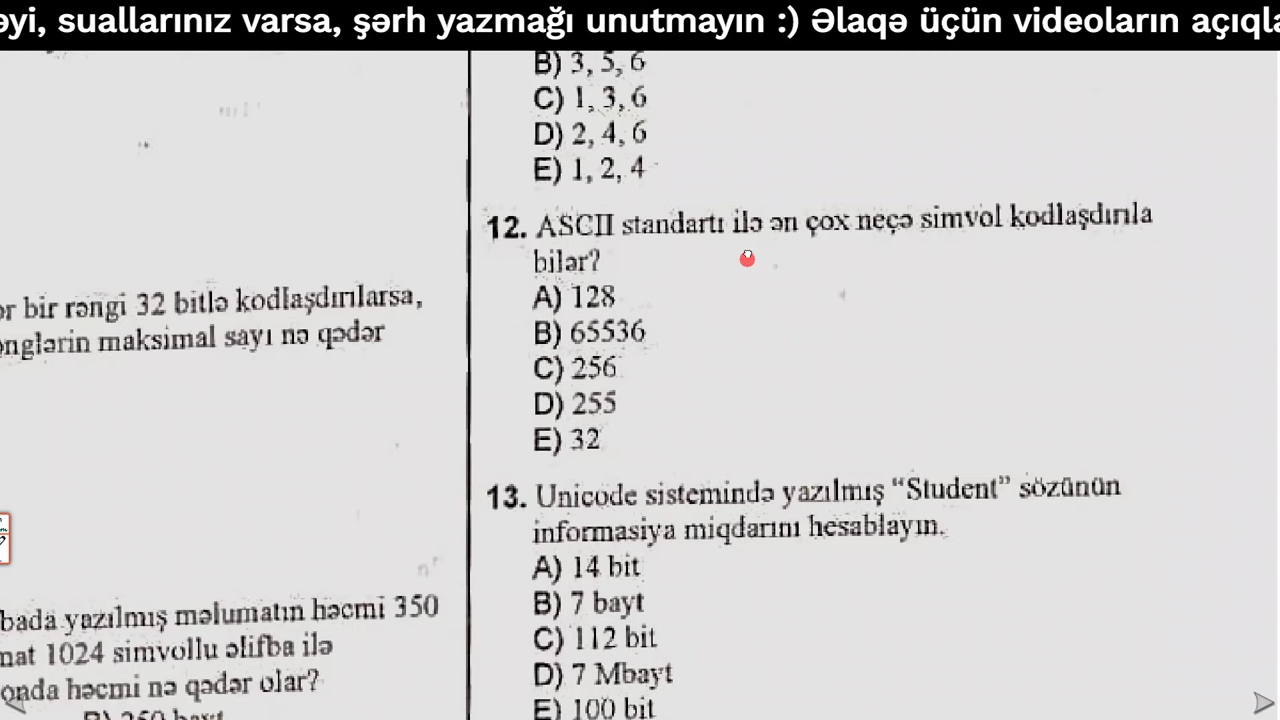 əyi, suallarınız varsa, şərh yazmağı unutmayın :) Əlaqə üçün videoların açıqla
ər bir rəngi 32 bitlə kodlaşdırılarsa,
ənglərin maksimal sayı nə qədər
bada yazılmış məlumatın həcmi 350
mat 1024 simvollu əlifba ilə
onda həcmi nə qədər olar?
B) 3, 5, 6
C) 1, 3, 6
D) 2, 4, 6
E) 1, 2, 4
12. ASCII standartı ilə ən çox neçə simvol kodlaşdırıla
bilər?
A) 128
B) 65536
C) 256
D) 255
E) 32
13. Unicode sistemində yazılmış “Student” sözünün
informasiya miqdarını hesablayın.
A) 14 bit
B) 7 bayt
C) 112 bit
D) 7 Mbayt
E) 100 bit